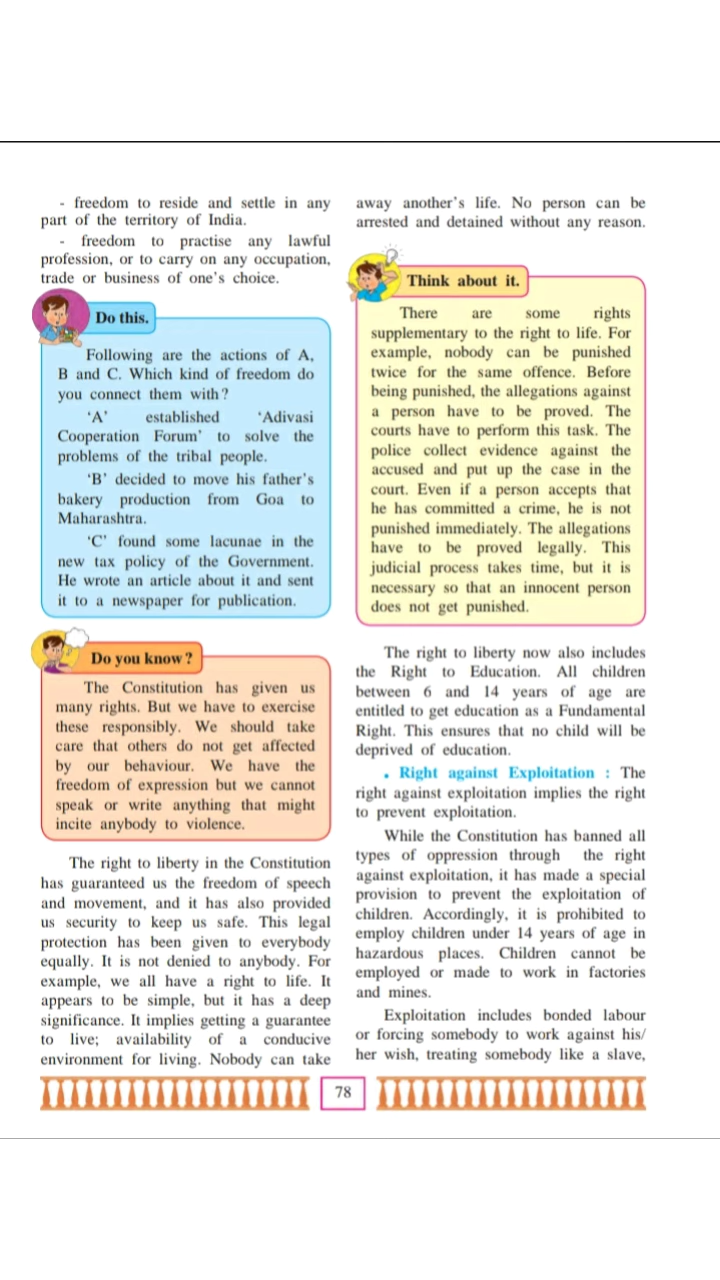 - freedom to reside and settle in any
part of the territory of India.
- freedom to practise any lawful
profession, or to carry on any occupation,
trade or business of one's choice.
Do this.
Following are the actions of A,
B and C. Which kind of freedom do
you connect them with?
'A' established 'Adivasi
Cooperation Forum' to solve the
problems of the tribal people.
'B' decided to move his father's
bakery production from Goa to
Maharashtra.
'C' found some lacunae in the
new tax policy of the Government.
He wrote an article about it and sent
it to a newspaper for publication.
Do you know?
The Constitution has given us
many rights. But we have to exercise
these responsibly. We should take
care that others do not get affected
by our behaviour. We have the
freedom of expression but we cannot
speak or write anything that might
incite anybody to violence.
The right to liberty in the Constitution
has guaranteed us the freedom of speech
and movement, and it has also provided
us security to keep us safe. This legal
protection has been given to everybody
equally. It is not denied to anybody. For
example, we all have a right to life. It
appears to be simple, but it has a deep
significance. It implies getting a guarantee
to live; availability of a conducive
environment for living. Nobody can take
away another's life. No person can be
arrested and detained without any reason.
Think about it.
There are some rights
supplementary to the right to life. For
example, nobody can be punished
twice for the same offence. Before
being punished, the allegations against
a person have to be proved. The
courts have to perform this task. The
police collect evidence against the
accused and put up the case in the
court. Even if a person accepts that
he has committed a crime, he is not
punished immediately. The allegations
have to be proved legally. This
judicial process takes time, but it is
necessary so that an innocent person
does not get punished.
The right to liberty now also includes
the Right to Education. All children
between 6 and 14 years of age are
entitled to get education as a Fundamental
Right. This ensures that no child will be
deprived of education.
• Right against Exploitation : The
right against exploitation implies the right
to prevent exploitation.
While the Constitution has banned all
types of oppression through the right
against exploitation, it has made a special
provision to prevent the exploitation of
children. Accordingly, it is prohibited to
employ children under 14 years of age in
hazardous places. Children cannot be
employed or made to work in factories
and mines.
Exploitation includes bonded labour
or forcing somebody to work against his/
her wish, treating somebody like a slave,
78